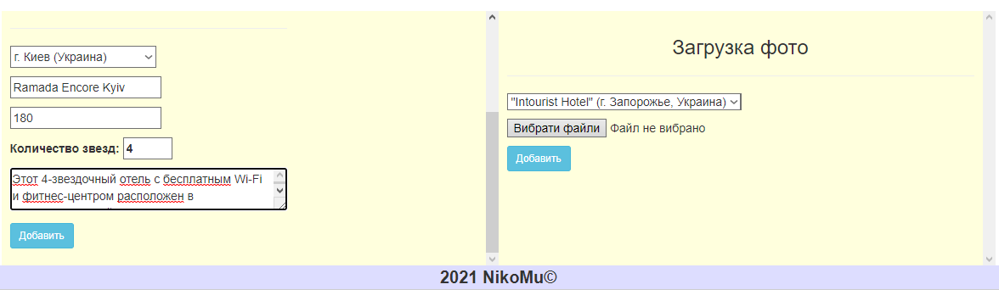 г. Киев (Украина)
Ramada Encore Kyiv
180
Количество звезд: 4
Этот 4-звездочный отель с бесплатным Wi-Fi
и фитнес-центром расположен в
Добавить
Загрузка фото
"Intourist Hotel" (г. Запорожье, Украина)
Вибрати файли Файл не вибрано
Добавить
2021 NikoMu©